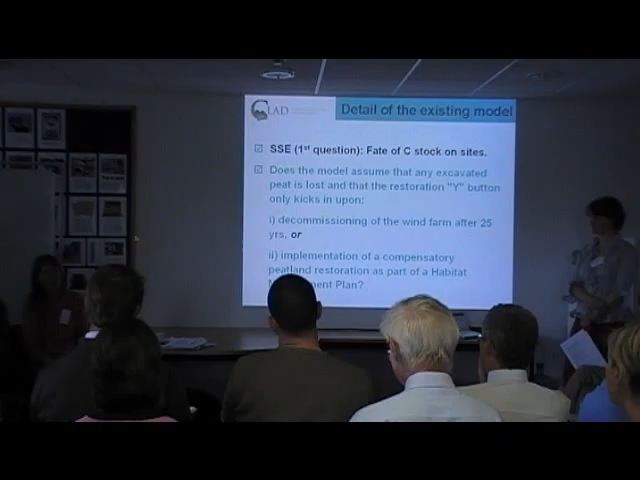 CLAD
Detail of the existing model
SSE (1st question): Fate of C stock on sites.
Does the model assume that any excavated
peat is lost and that the restoration "Y" button
only kicks in upon:
i) decommissioning of the wind farm after 25
yrs, or
ii) implementation of a compensatory
peatland restoration as part of a Habitat
Plan?